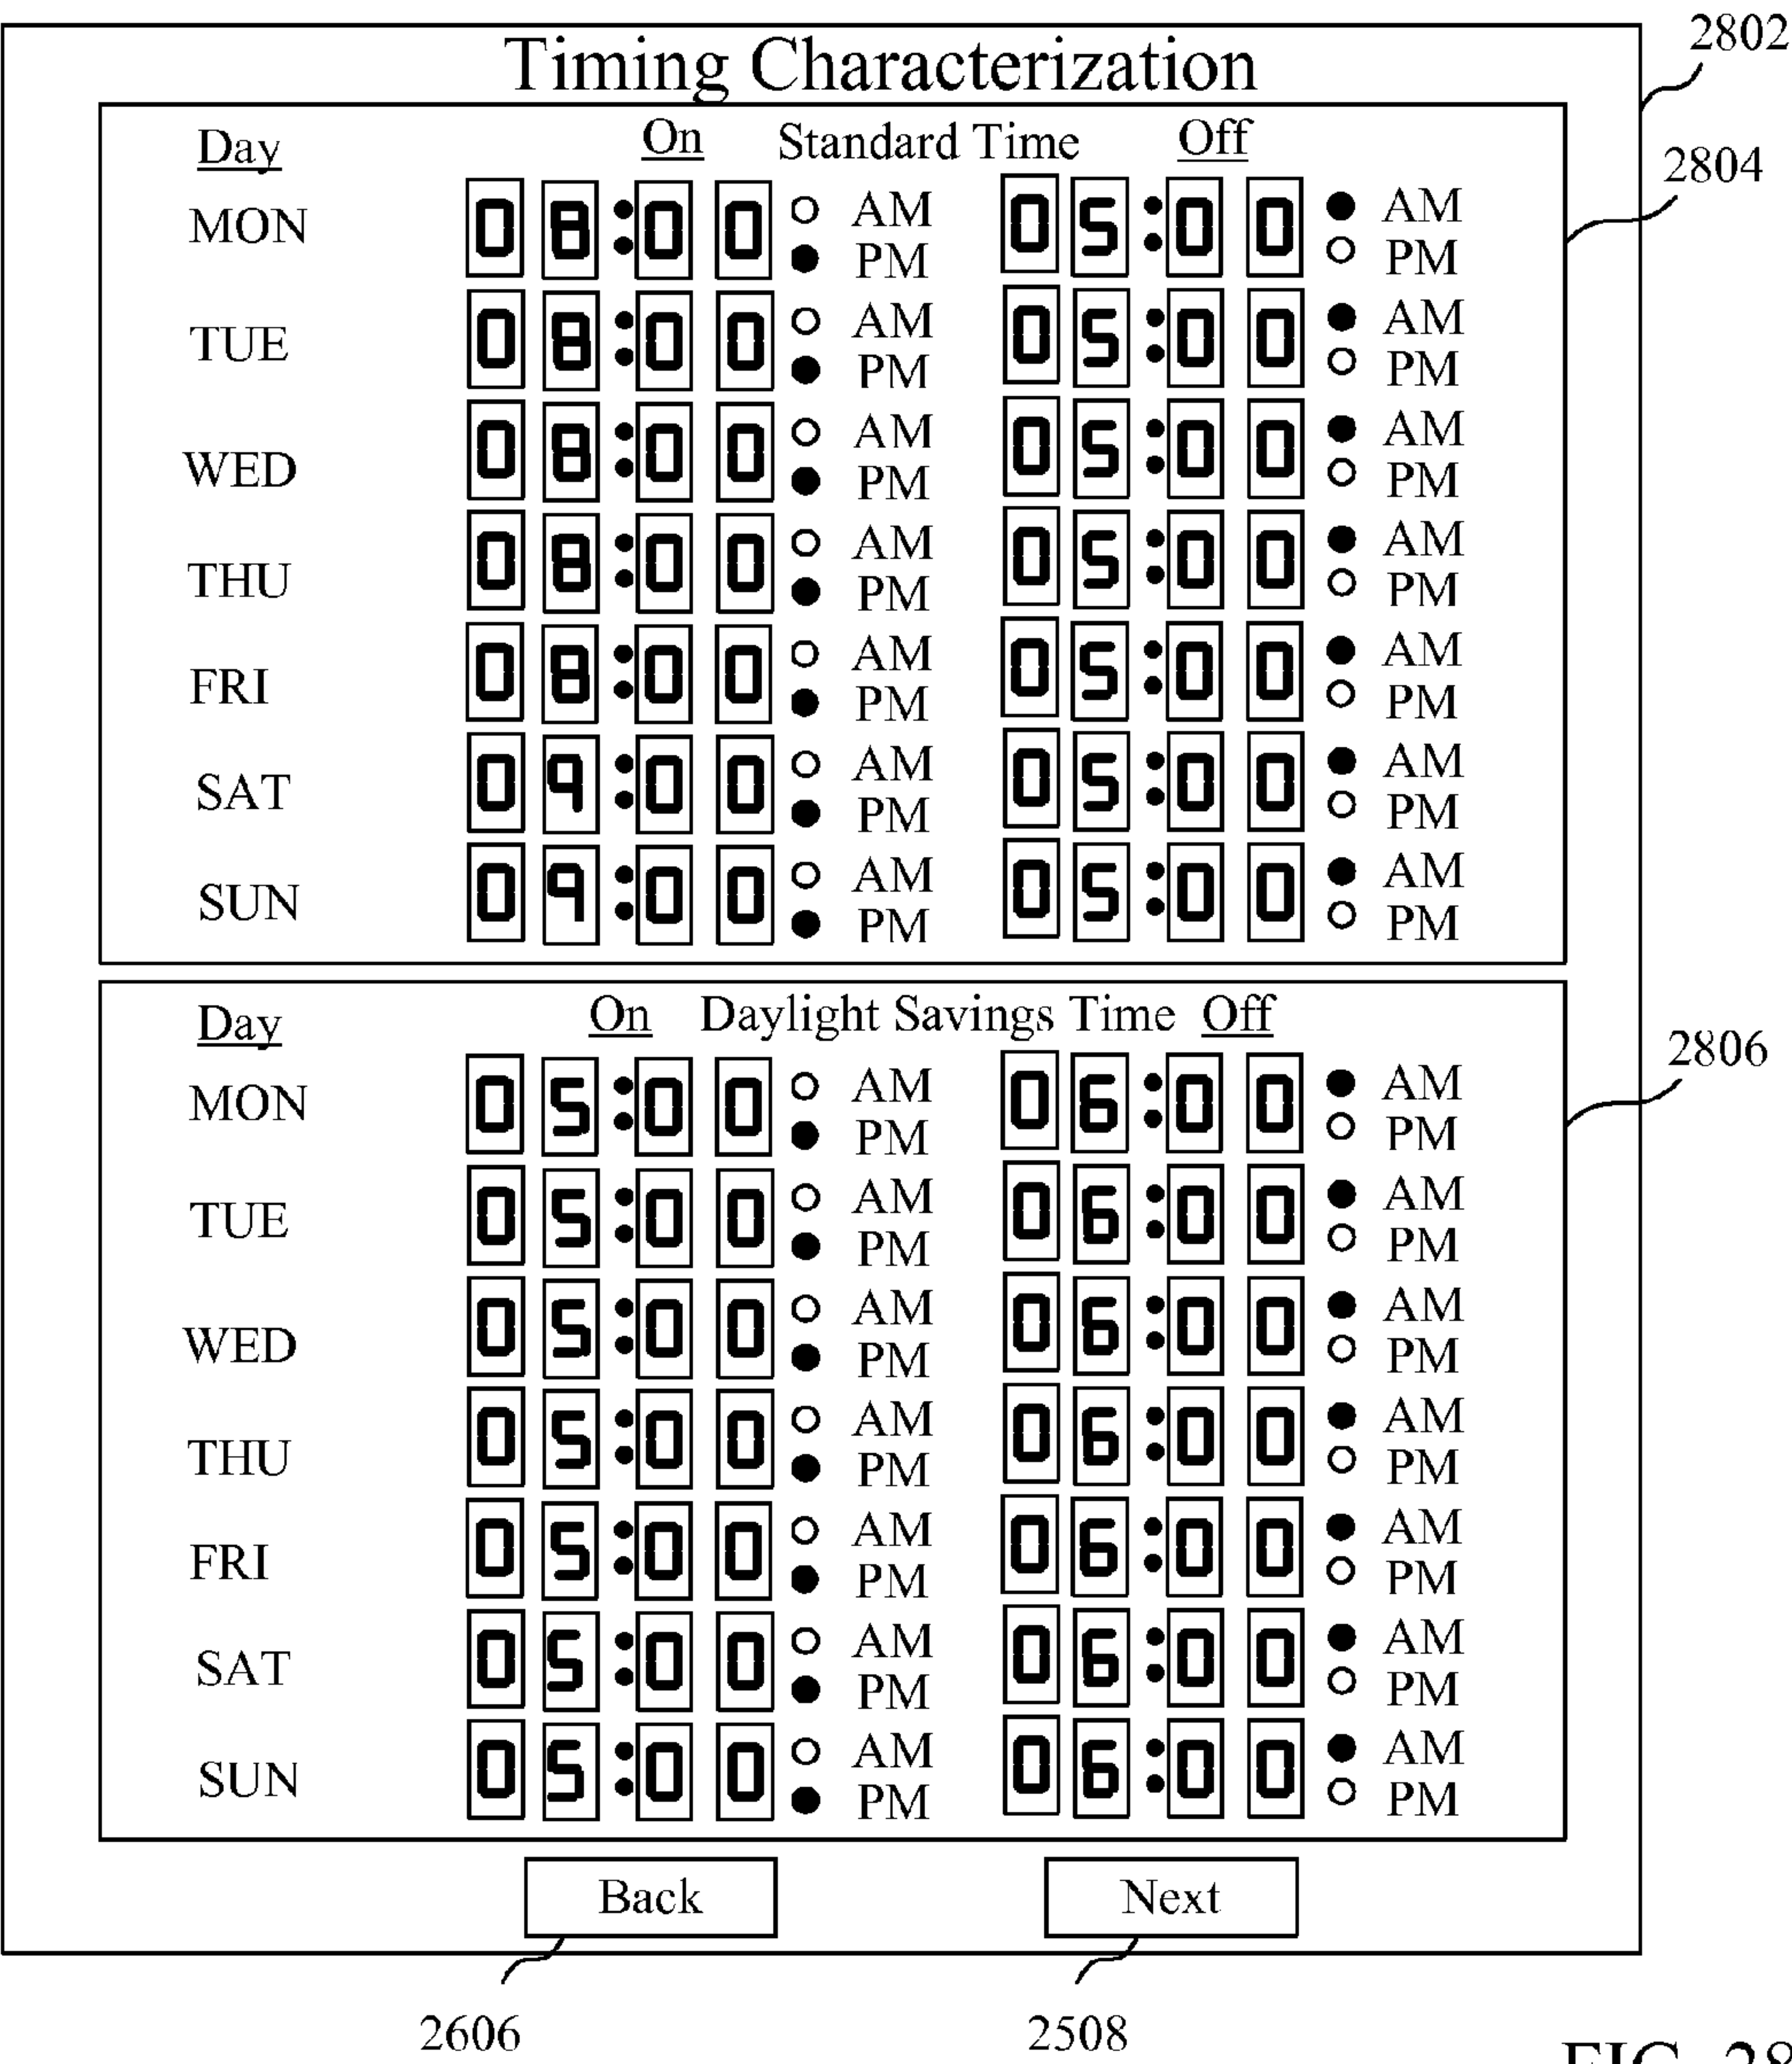 Timing Characterization
2802
Day On Standard Time Off
2804
MON 08:00 AM PM 05:00 AM PM
TUE 08:00 AM PM 05:00 AM PM
WED 08:00 AM PM 05:00 AM PM
THU 08:00 AM PM 05:00 AM PM
FRI 08:00 AM PM 05:00 AM PM
SAT 09:00 AM PM 05:00 AM PM
SUN 09:00 AM PM 05:00 AM PM
Day On Daylight Savings Time Off
2806
MON 05:00 AM PM 06:00 AM PM
TUE 05:00 AM PM 06:00 AM PM
WED 05:00 AM PM 06:00 AM PM
THU 05:00 AM PM 06:00 AM PM
FRI 05:00 AM PM 06:00 AM PM
SAT 05:00 AM PM 06:00 AM PM
SUN 05:00 AM PM 06:00 AM PM
Back Next
2606 2508
FIG. 28